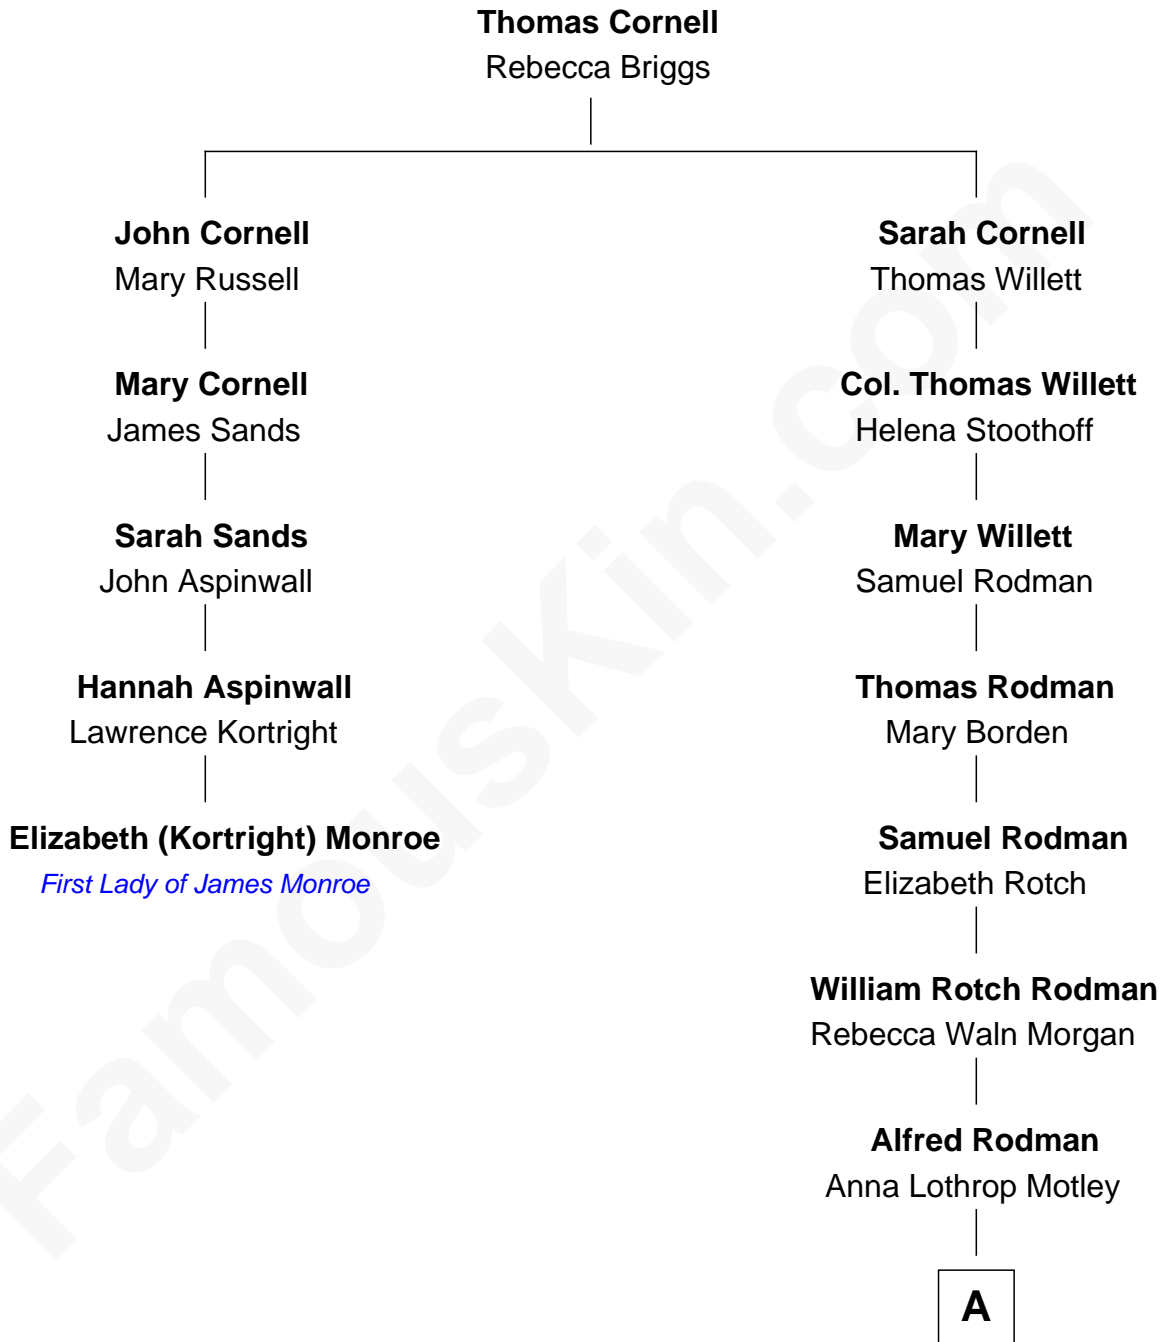 Thomas Cornell
Rebecca Briggs
John Cornell
Mary Russell
Mary Cornell
James Sands
Sarah Sands
John Aspinwall
Hannah Aspinwall
Lawrence Kortright
Elizabeth (Kortright) Monroe
First Lady of James Monroe
Sarah Cornell
Thomas Willett
Col. Thomas Willett
Helena Stoothoff
Mary Willett
Samuel Rodman
Thomas Rodman
Mary Borden
Samuel Rodman
Elizabeth Rotch
William Rotch Rodman
Rebecca Waln Morgan
Alfred Rodman
Anna Lothrop Motley
A
FamousKin.com